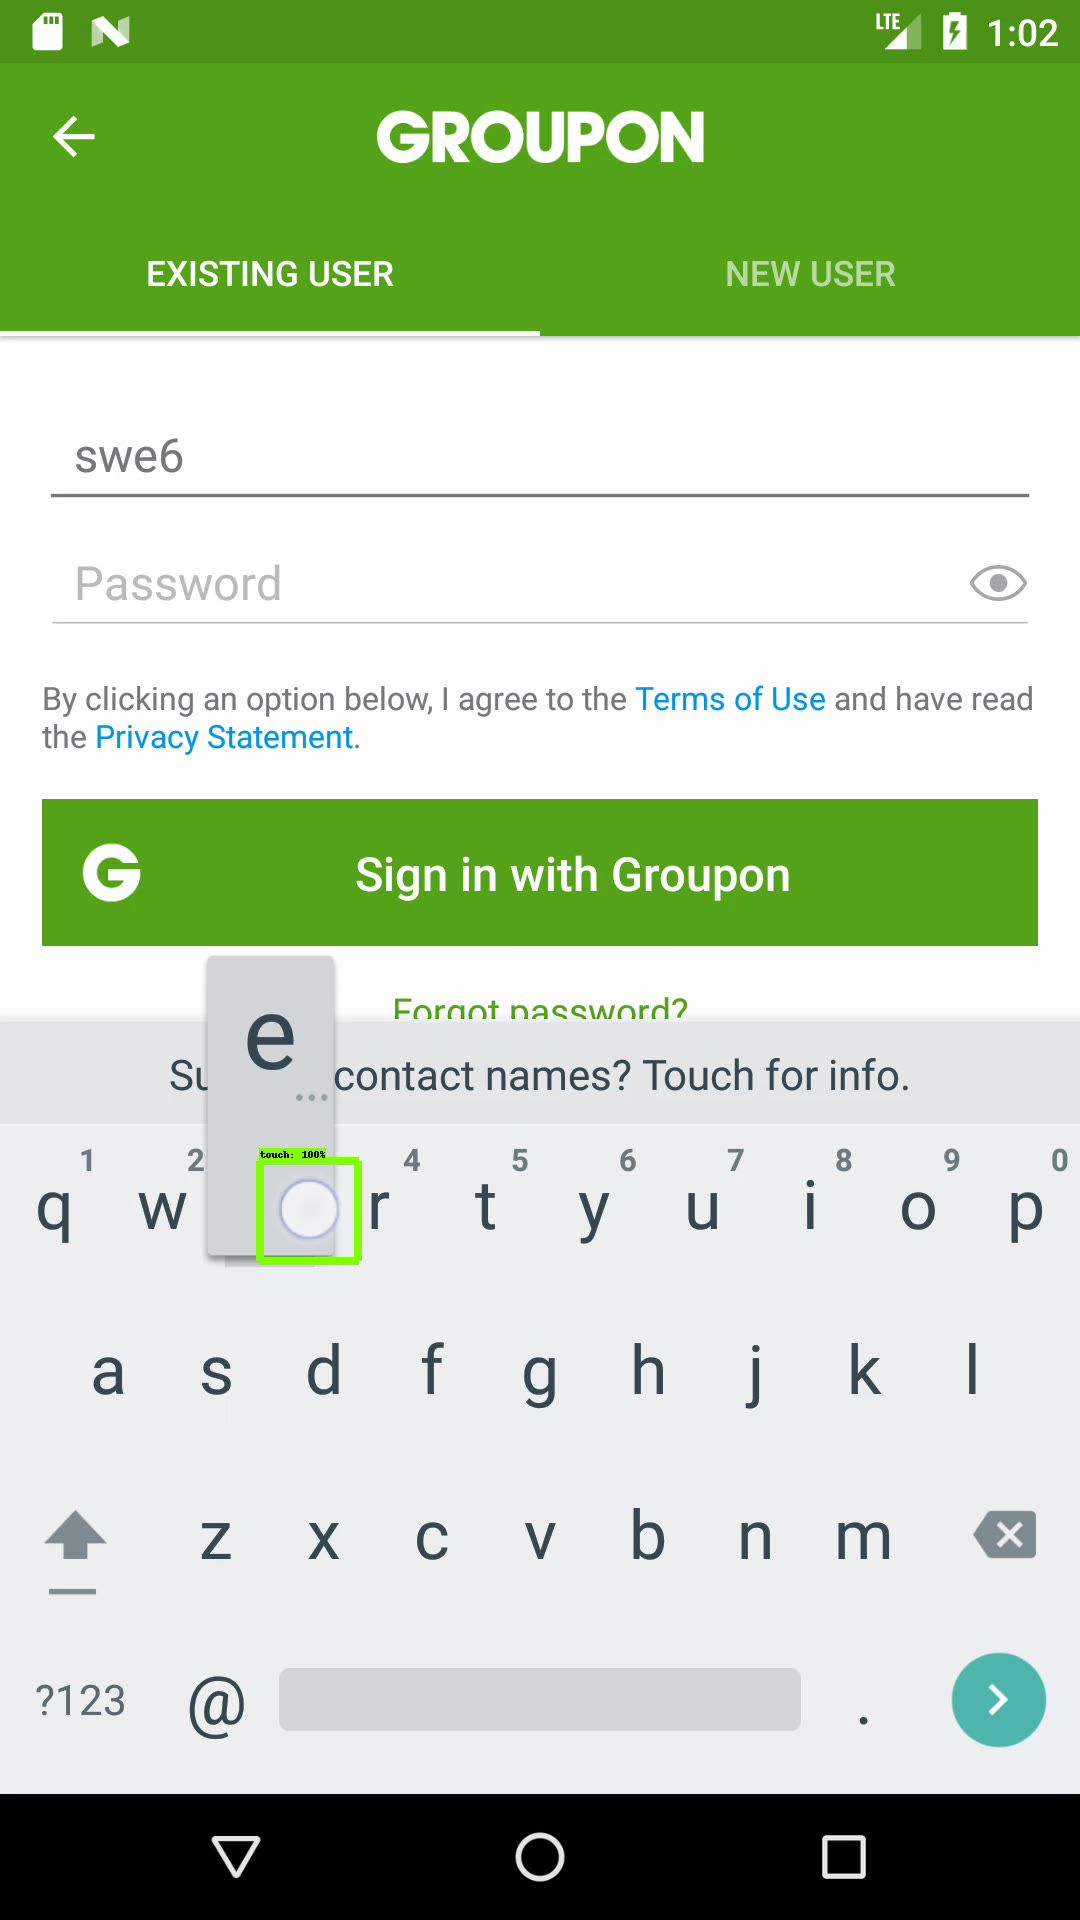 LTE 1:02
GROUPON
EXISTING USER NEW USER
swe6
Password
By clicking an option below, I agree to the Terms of Use and have read
the Privacy Statement.
G Sign in with Groupon
Forgot password?
e
Su contact names? Touch for info.
...
touch: 100%
1 2 4 5 6 7 8 9 0
q w r t y u i o p
a s d f g h j k l
z x c v b n m
?123 @ .